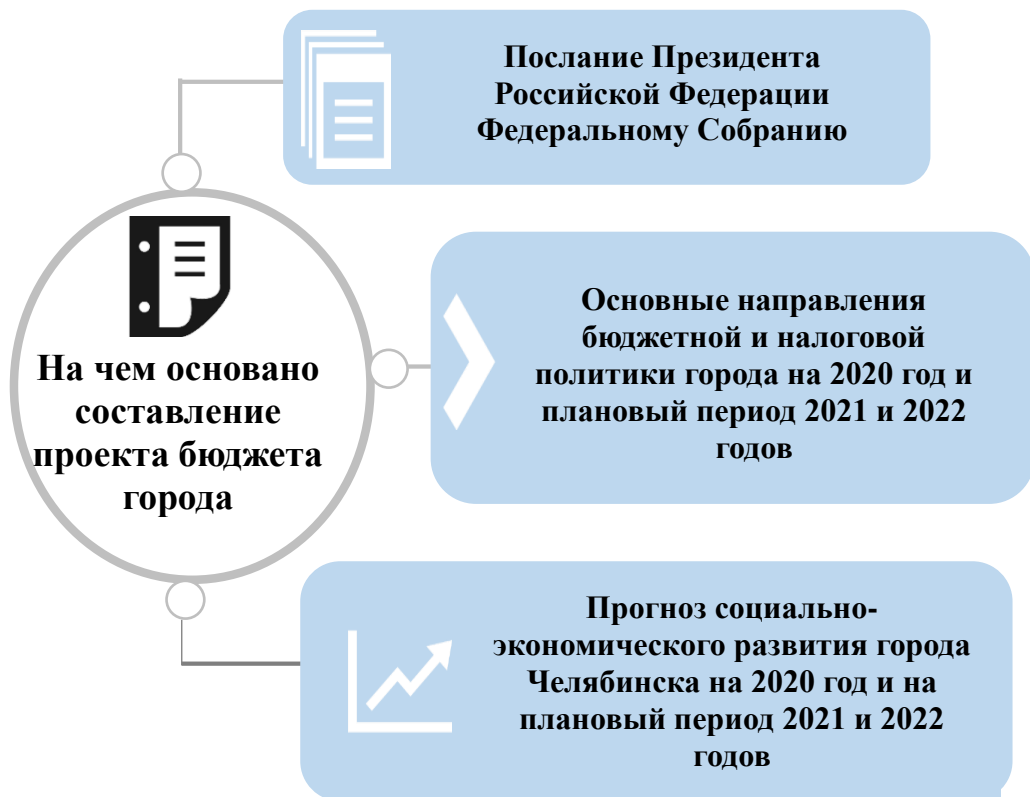 Послание Президента
Российской Федерации
Федеральному Собранию
На чем основано
составление
проекта бюджета
города
Основные направления
бюджетной и налоговой
политики города на 2020 год и
плановый период 2021 и 2022
годов
Прогноз социально-
экономического развития города
Челябинска на 2020 год и на
плановый период 2021 и 2022
годов